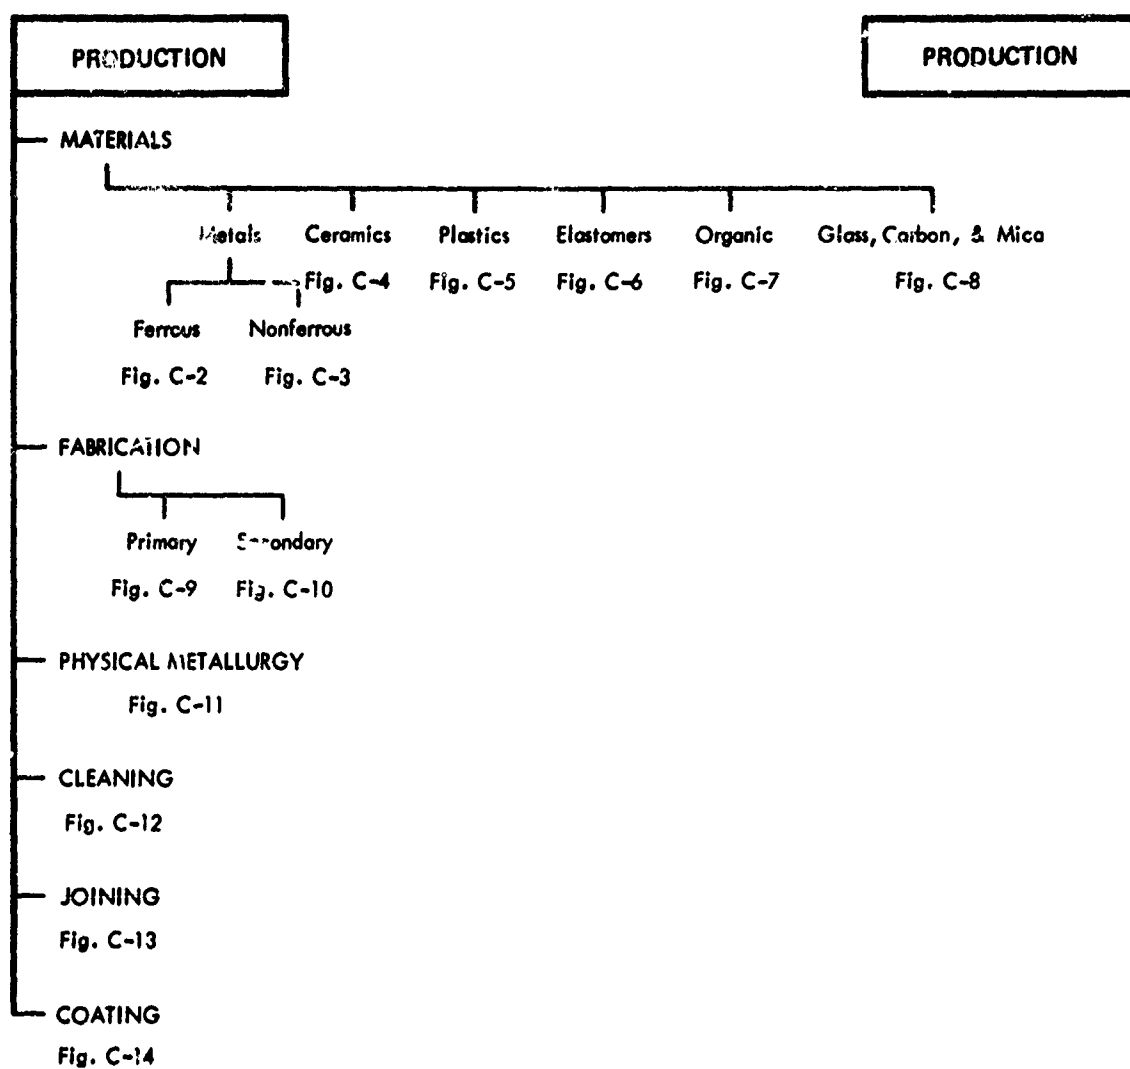 PRODUCTION PRODUCTION
MATERIALS
Metals Ceramics Plastics Elastomers Organic Glass, Carbon, & Mica
Fig. C-4 Fig. C-5 Fig. C-6 Fig. C-7 Fig. C-8
Ferrous Nonferrous
Fig. C-2 Fig. C-3
FABRICATION
Primary Secondary
Fig. C-9 Fig. C-10
PHYSICAL METALLURGY
Fig. C-11
CLEANING
Fig. C-12
JOINING
Fig. C-13
COATING
Fig. C-14